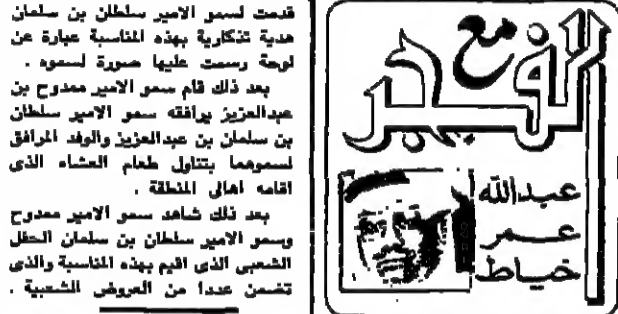 مع الفجر
عبدالله
عمر
خياط
قدمت لسمو الامير سلطان بن سلمان
هدية تذكارية بهذه المناسبة عبارة عن
لوحة رسمت عليها صورة لسموه .
بعد ذلك قام سمو الامير ممدوح بن
عبدالعزيز يرافقه سمو الامير سلطان
بن سلمان بن عبدالعزيز والوفد المرافق
لسموهما بتناول طعام العشاء الذى
اقامه اهالى المنطقة .
بعد ذلك شاهد سمو الامير ممدوح
وسمو الامير سلطان بن سلمان الحفل
الشعبى الذى اقيم بهذه المناسبة والذى
تضمن عددا من العروض الشعبية .